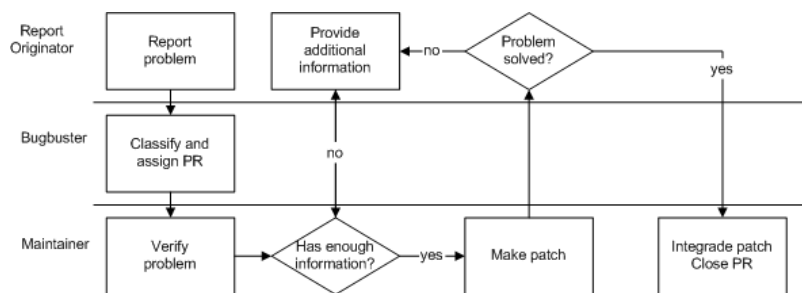 Report
Originator
Report
problem
Provide
additional
information
no
Problem
solved?
yes
Bugbuster
Classify and
assign PR
no
Maintainer
Verify
problem
Has enough
information?
yes
Make patch
Integrade patch
Close PR